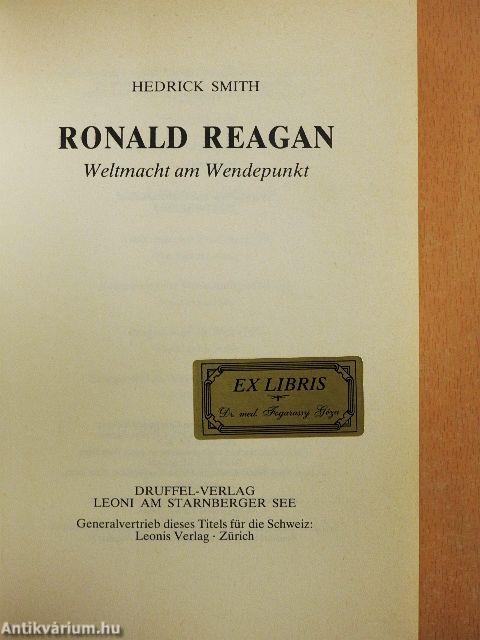 HEDRICK SMITH
RONALD REAGAN
Weltmacht am Wendepunkt
EX LIBRIS
Dr. med. Fogarassy Géza
DRUFFEL-VERLAG
LEONI AM STARNBERGER SEE
Generalvertrieb dieses Titels für die Schweiz:
Leonis Verlag · Zürich
Antikvárium.hu